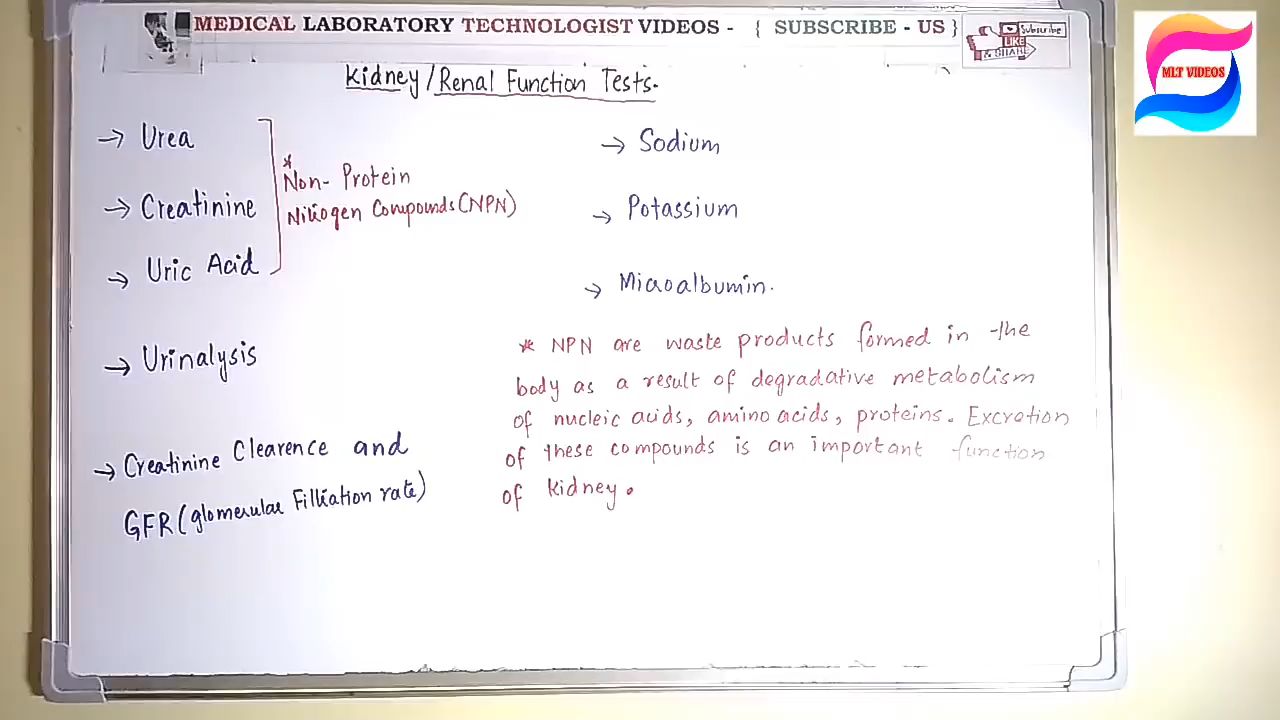 MEDICAL LABORATORY TECHNOLOGIST VIDEOS - { SUBSCRIBE - US }
Subscribe
LIKE
& SHARE
MLT VIDEOS
Kidney/Renal Function Tests.
→ Urea
→ Creatinine
→ Uric Acid
* Non-Protein
Nitrogen Compounds (NPN)
→ Urinalysis
→ Creatinine Clearence and
GFR (glomerular Filtration rate)
→ Sodium
→ Potassium
→ Microalbumin.
* NPN are waste products formed in the
body as a result of degradative metabolism
of nucleic acids, amino acids, proteins. Excretion
of these compounds is an important function
of kidney.